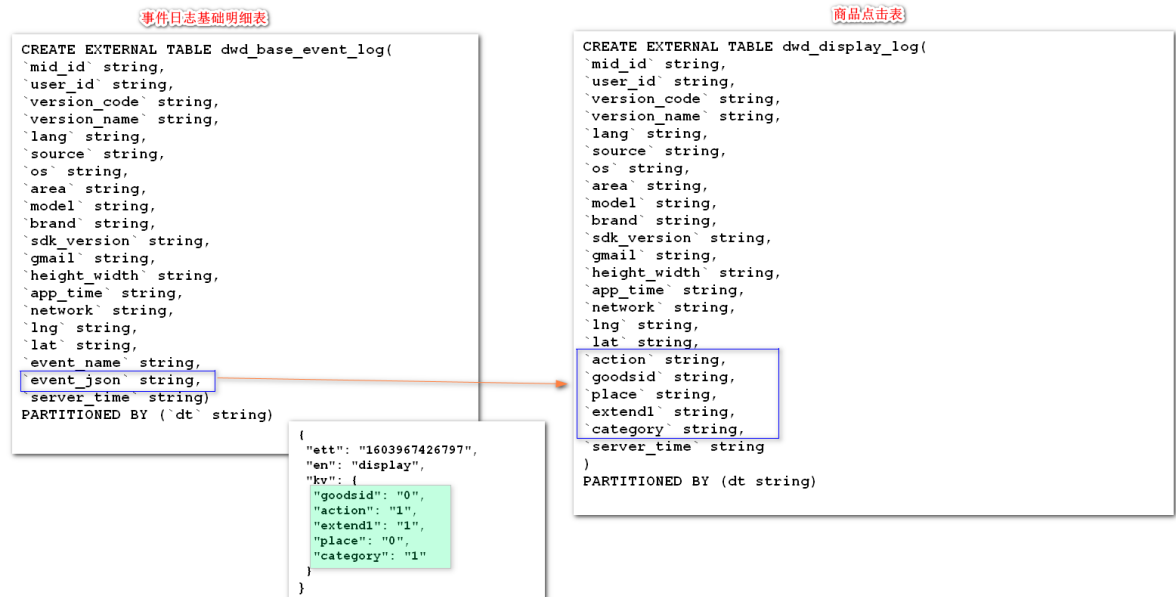 事件日志基础明细表
CREATE EXTERNAL TABLE dwd_base_event_log(
`mid_id` string,
`user_id` string,
`version_code` string,
`version_name` string,
`lang` string,
`source` string,
`os` string,
`area` string,
`model` string,
`brand` string,
`sdk_version` string,
`gmail` string,
`height_width` string,
`app_time` string,
`network` string,
`lng` string,
`lat` string,
`event_name` string,
`event_json` string,
`server_time` string)
PARTITIONED BY (`dt` string)
{
"ett": "1603967426797",
"en": "display",
"kv": {
"goodsid": "0",
"action": "1",
"extend1": "1",
"place": "0",
"category": "1"
}
}
商品点击表
CREATE EXTERNAL TABLE dwd_display_log(
`mid_id` string,
`user_id` string,
`version_code` string,
`version_name` string,
`lang` string,
`source` string,
`os` string,
`area` string,
`model` string,
`brand` string,
`sdk_version` string,
`gmail` string,
`height_width` string,
`app_time` string,
`network` string,
`lng` string,
`lat` string,
`action` string,
`goodsid` string,
`place` string,
`extend1` string,
`category` string,
`server_time` string
)
PARTITIONED BY (dt string)